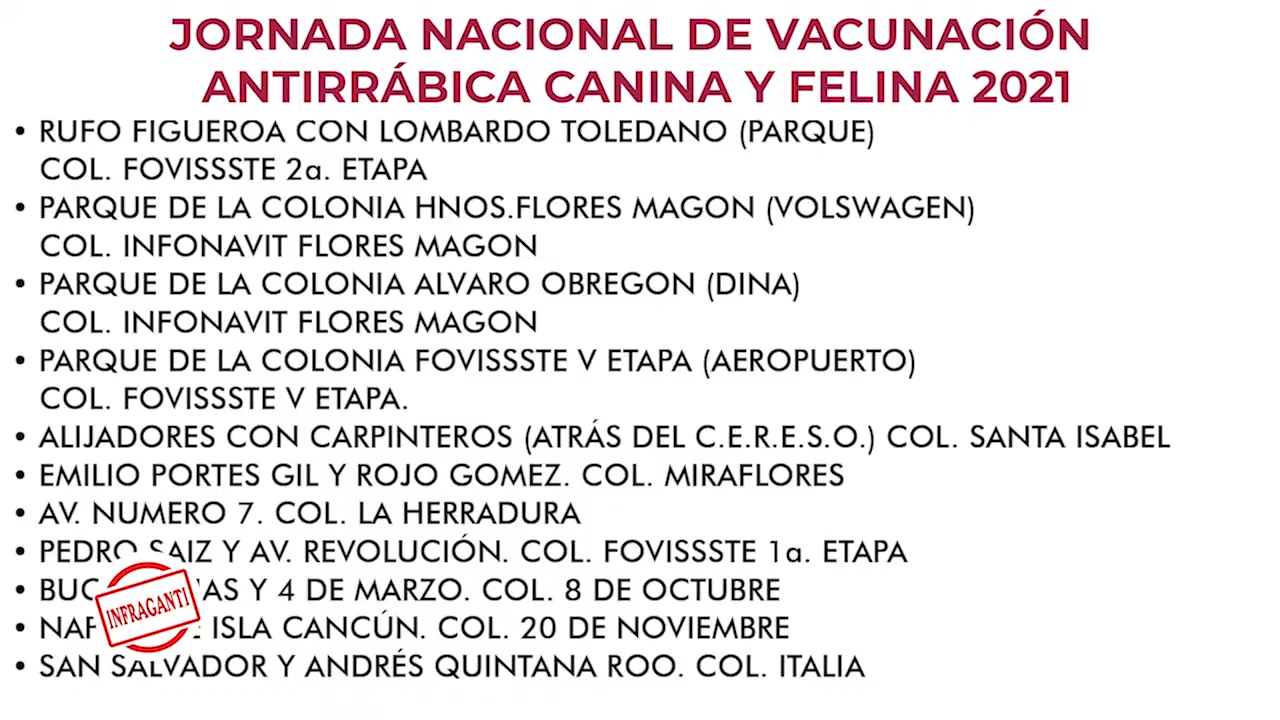 JORNADA NACIONAL DE VACUNACIÓN
ANTIRRÁBICA CANINA Y FELINA 2021
• RUFO FIGUEROA CON LOMBARDO TOLEDANO (PARQUE)
COL. FOVISSSTE 2a. ETAPA
• PARQUE DE LA COLONIA HNOS.FLORES MAGON (VOLSWAGEN)
COL. INFONAVIT FLORES MAGON
• PARQUE DE LA COLONIA ALVARO OBREGON (DINA)
COL. INFONAVIT FLORES MAGON
• PARQUE DE LA COLONIA FOVISSSTE V ETAPA (AEROPUERTO)
COL. FOVISSSTE V ETAPA.
• ALIJADORES CON CARPINTEROS (ATRÁS DEL C.E.R.E.S.O.) COL. SANTA ISABEL
• EMILIO PORTES GIL Y ROJO GOMEZ. COL. MIRAFLORES
• AV. NUMERO 7. COL. LA HERRADURA
• PEDRO SAIZ Y AV. REVOLUCIÓN. COL. FOVISSSTE 1a. ETAPA
• Y 4 DE MARZO. COL. 8 DE OCTUBRE
• ISLA CANCÚN. COL. 20 DE NOVIEMBRE
• SAN SALVADOR Y ANDRÉS QUINTANA ROO. COL. ITALIA
INFRAGANTI